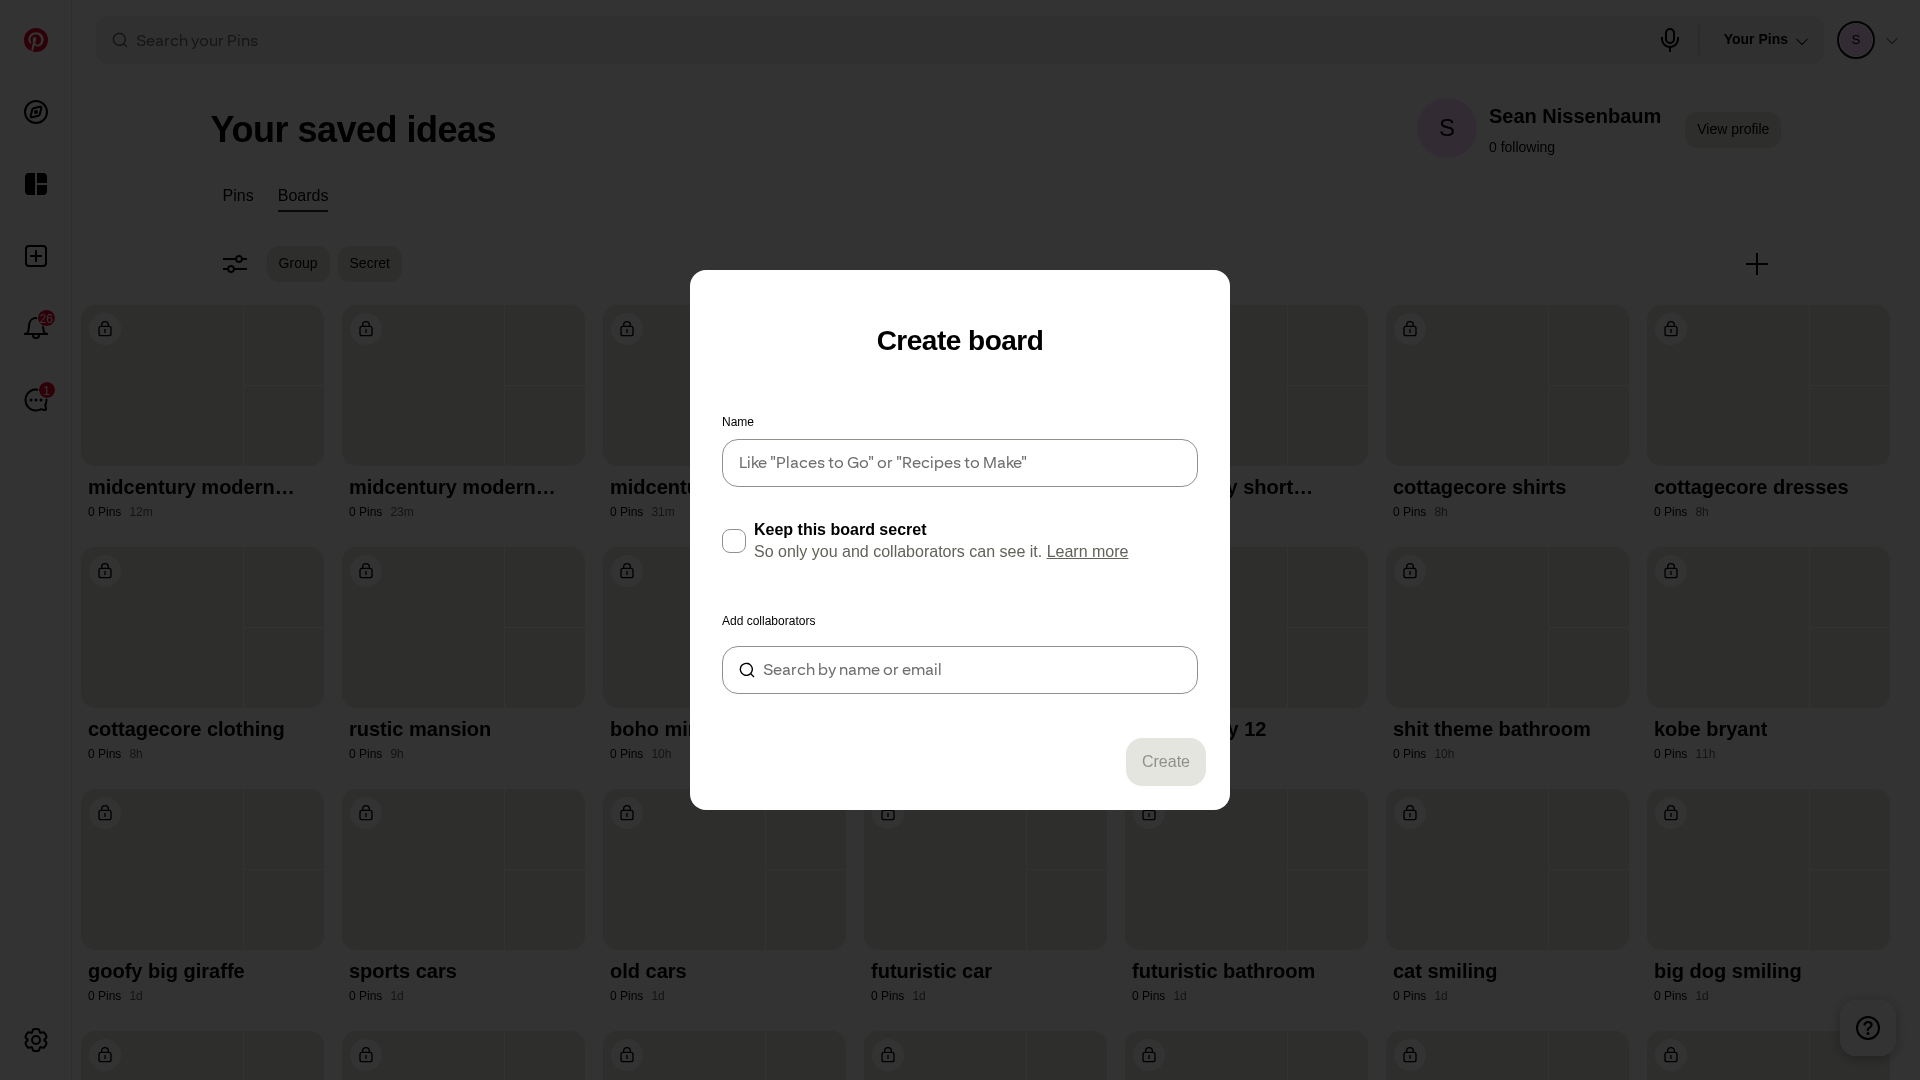 Search your Pins
Your Pins
S
Your saved ideas
S
Sean Nissenbaum
0 following
View profile
Pins
Boards
Group
Secret
26
1
Create board
Name
Like "Places to Go" or "Recipes to Make"
Keep this board secret
So only you and collaborators can see it. Learn more
Add collaborators
Search by name or email
Create
midcentury modern…
midcentury modern…
short…
cottagecore shirts
cottagecore dresses
0 Pins 12m
0 Pins 23m
0 Pins 31m
0 Pins 8h
0 Pins 8h
cottagecore clothing
rustic mansion
boho
12
shit theme bathroom
kobe bryant
0 Pins 8h
0 Pins 9h
0 Pins 10h
0 Pins 10h
0 Pins 11h
goofy big giraffe
sports cars
old cars
futuristic car
futuristic bathroom
cat smiling
big dog smiling
0 Pins 1d
0 Pins 1d
0 Pins 1d
0 Pins 1d
0 Pins 1d
0 Pins 1d
0 Pins 1d